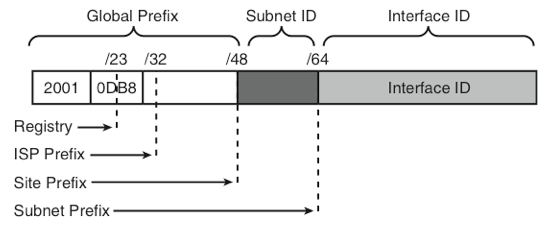 Global Prefix Subnet ID Interface ID
/23 /32 /48 /64
2001 0DB8 Interface ID
Registry
ISP Prefix
Site Prefix
Subnet Prefix